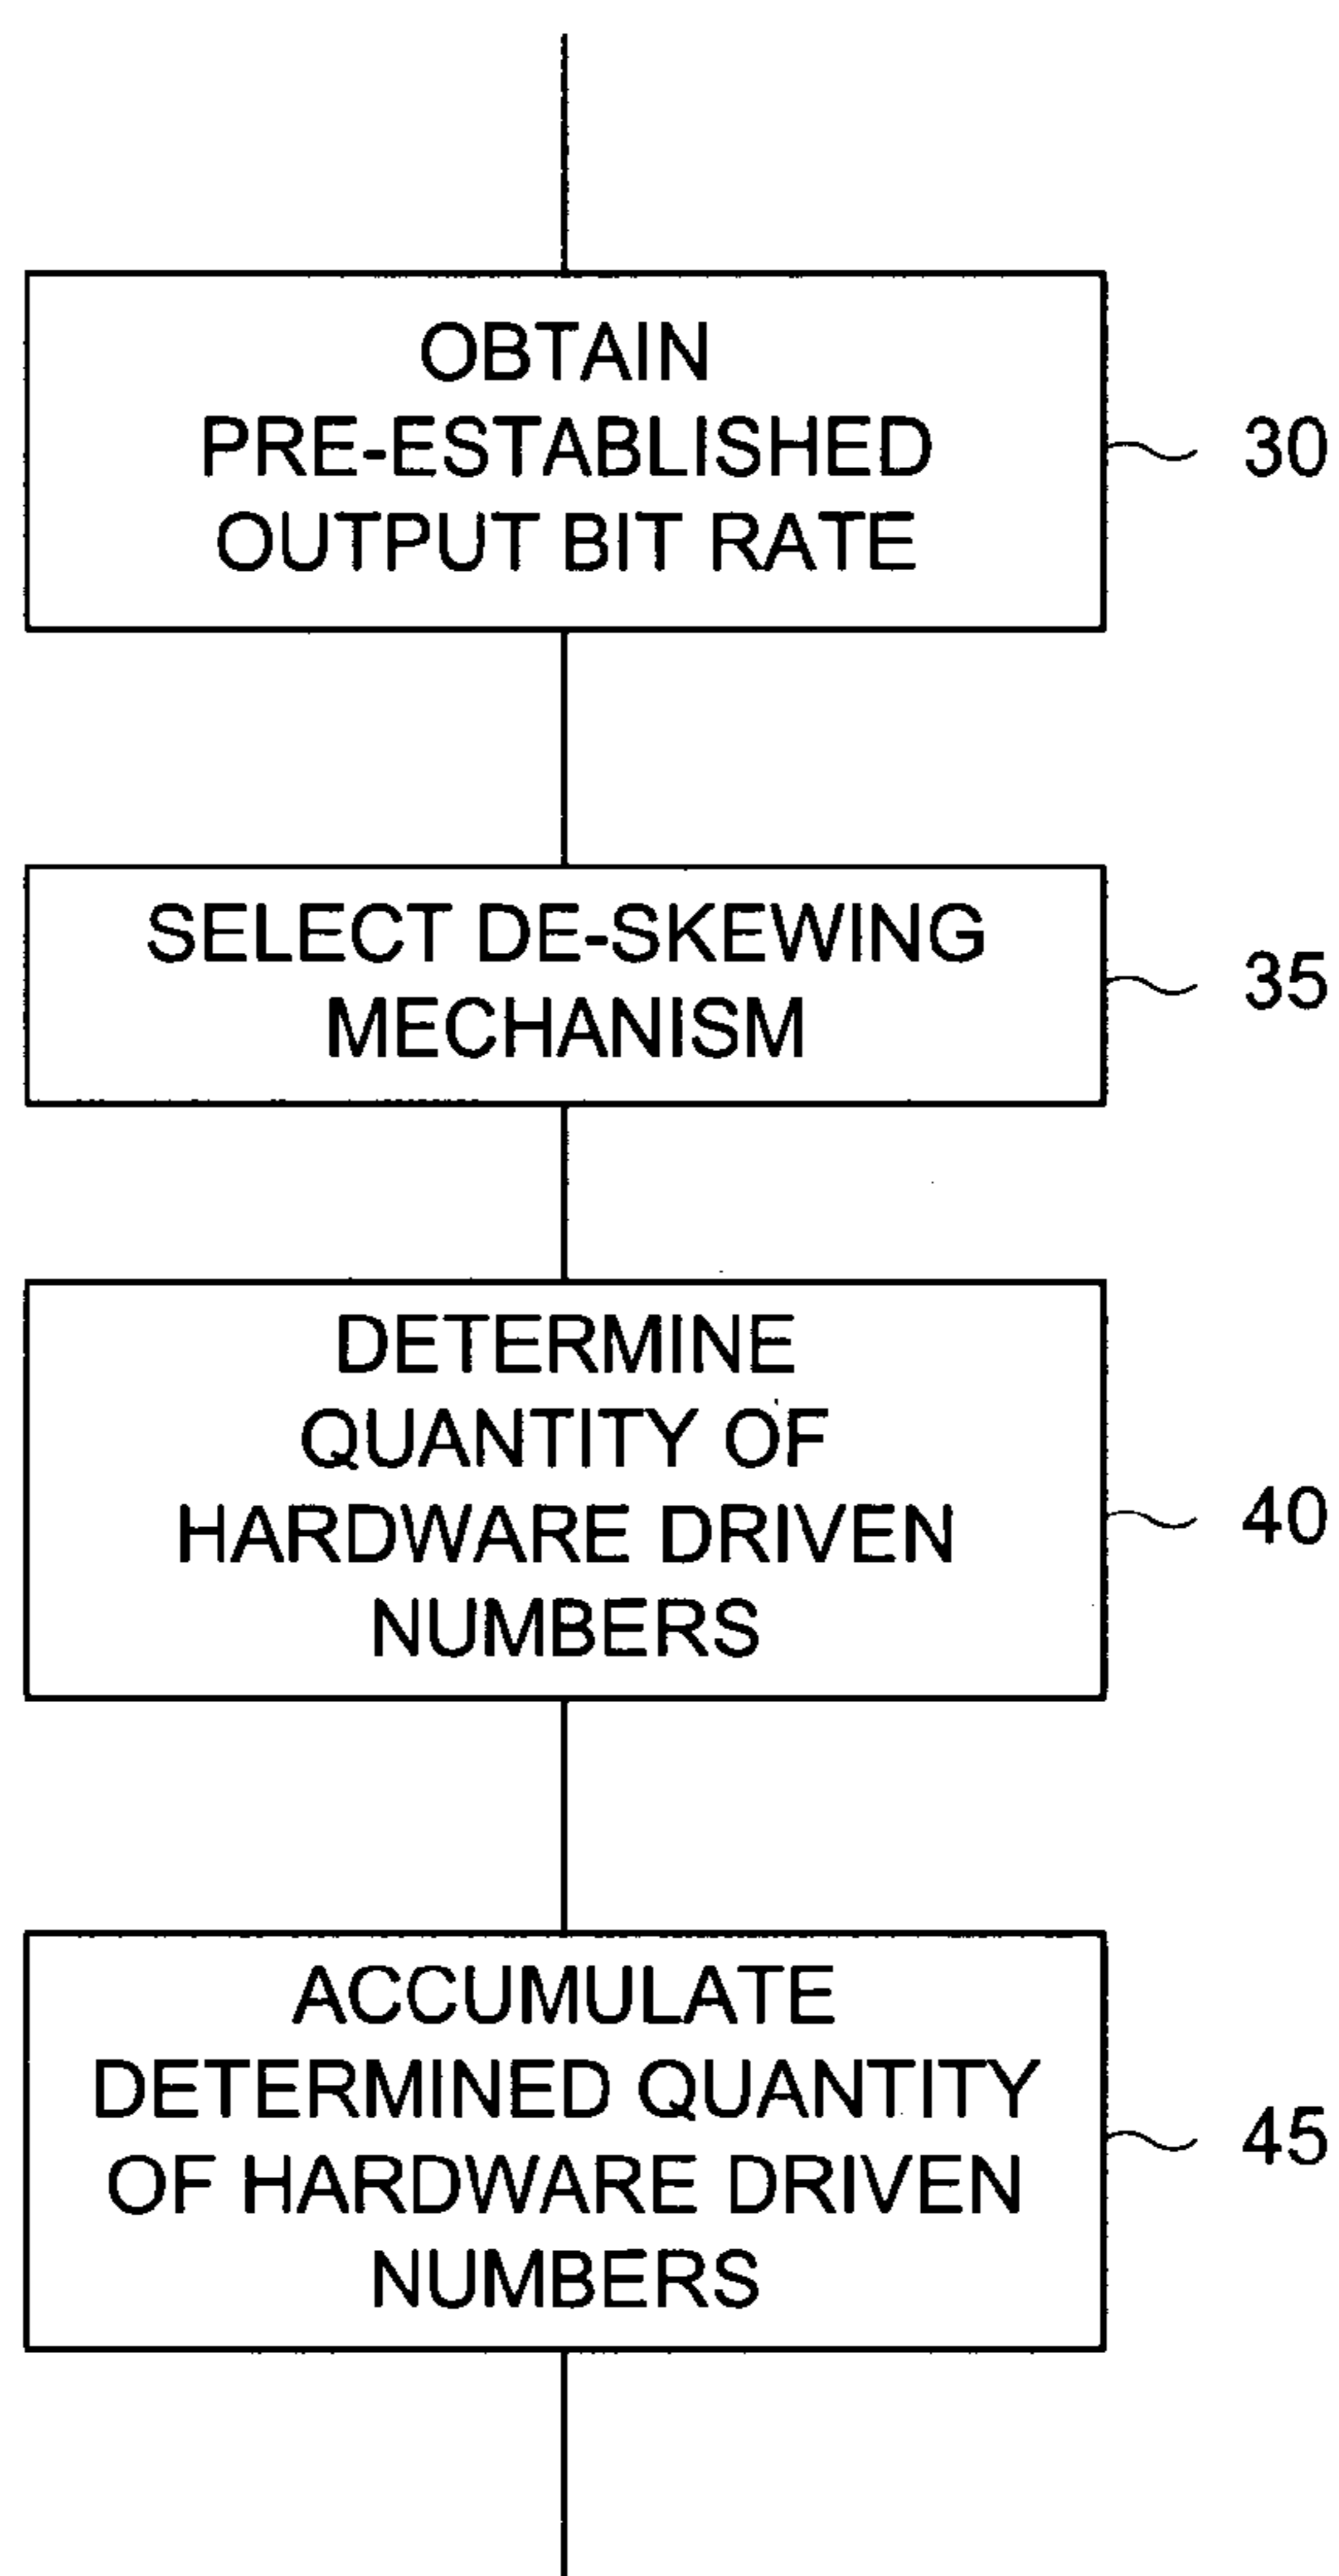 OBTAIN
PRE-ESTABLISHED
OUTPUT BIT RATE
30
SELECT DE-SKEWING
MECHANISM
35
DETERMINE
QUANTITY OF
HARDWARE DRIVEN
NUMBERS
40
ACCUMULATE
DETERMINED QUANTITY
OF HARDWARE DRIVEN
NUMBERS
45